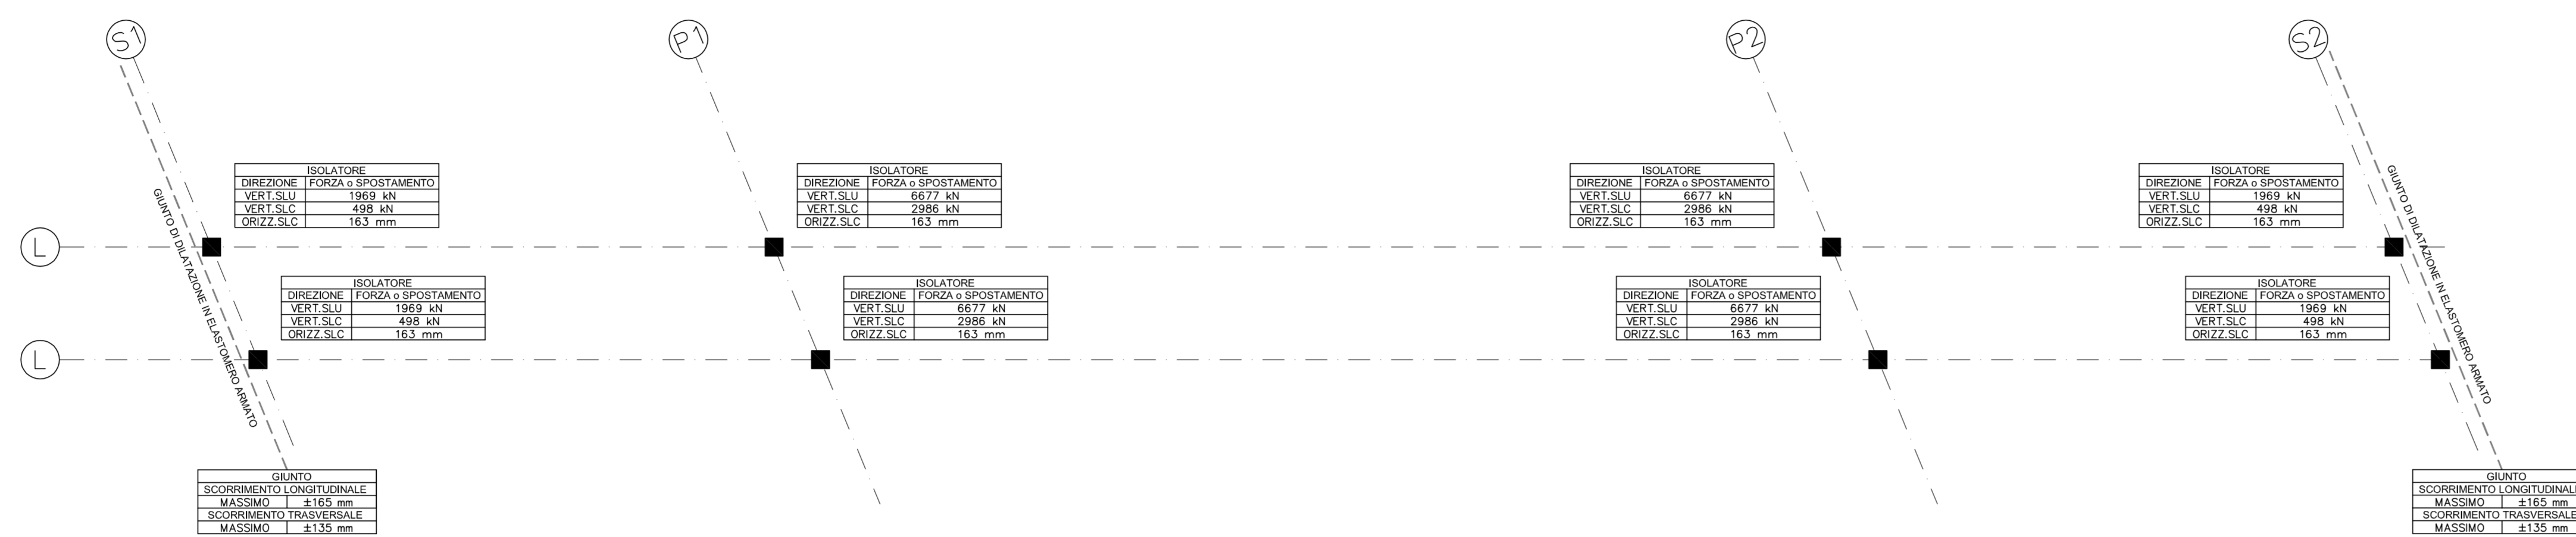 S1
P1
P2
S2
ISOLATORE
DIREZIONE FORZA o SPOSTAMENTO
VERT.SLU 1969 kN
VERT.SLC 498 kN
ORIZZ.SLC 163 mm
ISOLATORE
DIREZIONE FORZA o SPOSTAMENTO
VERT.SLU 6677 kN
VERT.SLC 2986 kN
ORIZZ.SLC 163 mm
ISOLATORE
DIREZIONE FORZA o SPOSTAMENTO
VERT.SLU 6677 kN
VERT.SLC 2986 kN
ORIZZ.SLC 163 mm
ISOLATORE
DIREZIONE FORZA o SPOSTAMENTO
VERT.SLU 1969 kN
VERT.SLC 498 kN
ORIZZ.SLC 163 mm
GIUNTO DI DILATAZIONE IN ELASTOMERO ARMATO
GIUNTO DI DILATAZIONE IN ELASTOMERO ARMATO
L
ISOLATORE
DIREZIONE FORZA o SPOSTAMENTO
VERT.SLU 1969 kN
VERT.SLC 498 kN
ORIZZ.SLC 163 mm
ISOLATORE
DIREZIONE FORZA o SPOSTAMENTO
VERT.SLU 6677 kN
VERT.SLC 2986 kN
ORIZZ.SLC 163 mm
ISOLATORE
DIREZIONE FORZA o SPOSTAMENTO
VERT.SLU 6677 kN
VERT.SLC 2986 kN
ORIZZ.SLC 163 mm
ISOLATORE
DIREZIONE FORZA o SPOSTAMENTO
VERT.SLU 1969 kN
VERT.SLC 498 kN
ORIZZ.SLC 163 mm
L
GIUNTO
SCORRIMENTO LONGITUDINALE
MASSIMO ±165 mm
SCORRIMENTO TRASVERSALE
MASSIMO ±135 mm
GIUNTO
SCORRIMENTO LONGITUDINALE
MASSIMO ±165 mm
SCORRIMENTO TRASVERSALE
MASSIMO ±135 mm